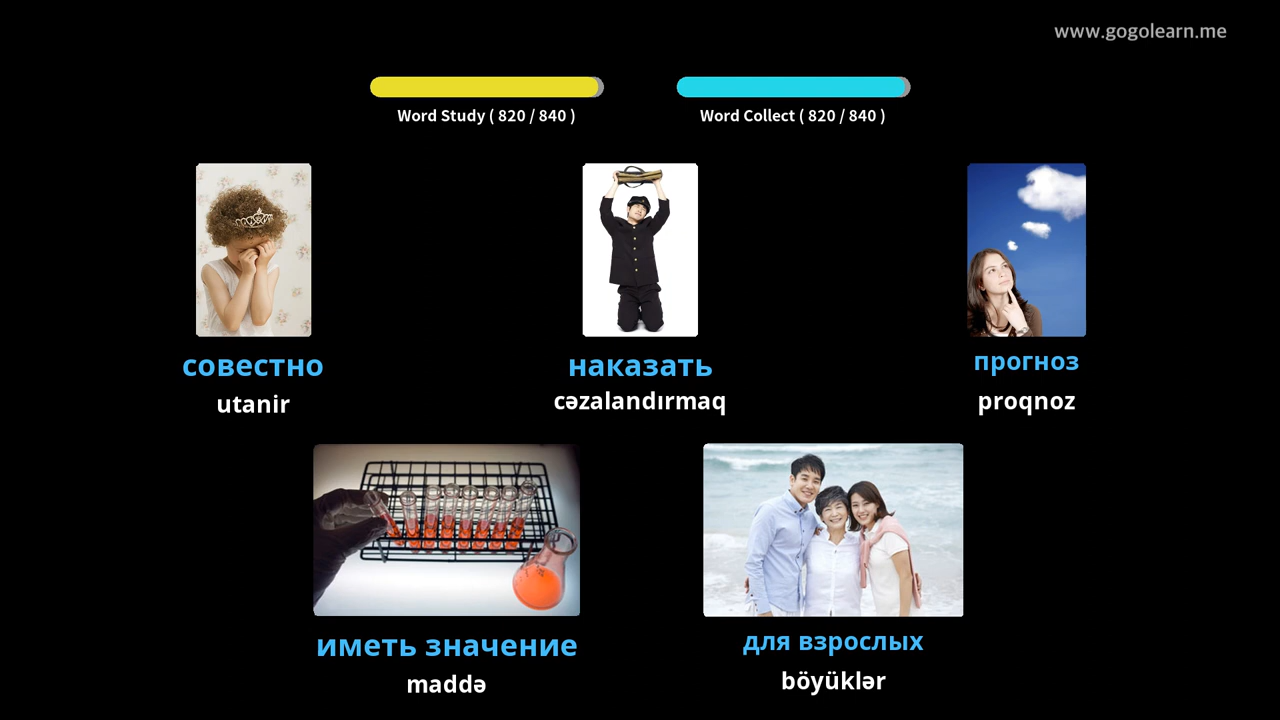 www.gogolearn.me
Word Study ( 820 / 840 )
Word Collect ( 820 / 840 )
совестно
utanir
наказать
cəzalandırmaq
прогноз
proqnoz
иметь значение
maddə
для взрослых
böyüklər